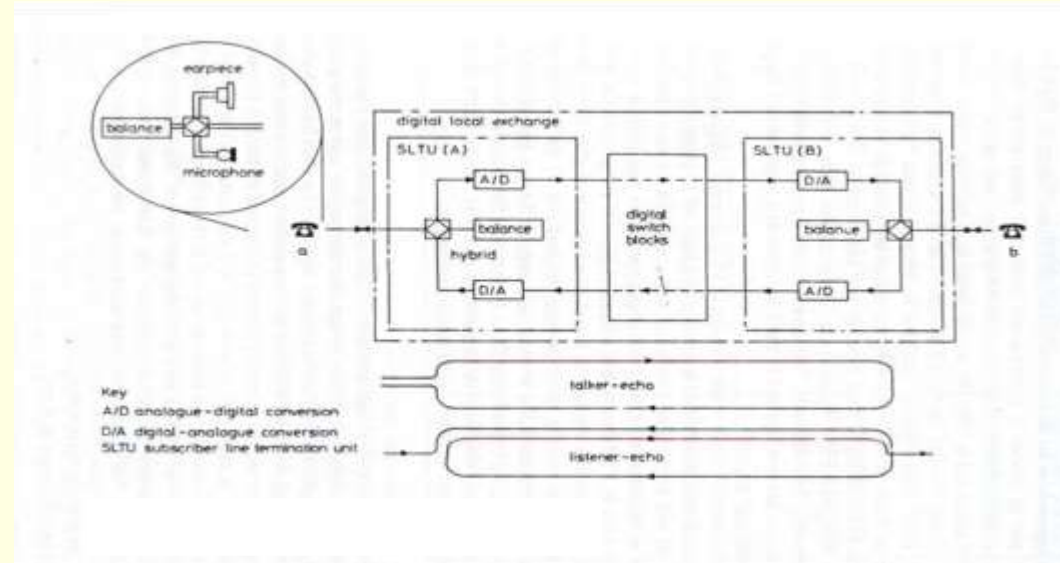 earpiece
balance
microphone
digital local exchange
SLTU (A)
SLTU (B)
A/D
D/A
digital
switch
blocks
balance
balance
hybrid
a
b
D/A
A/D
talker-echo
Key
A/D analogue-digital conversion
D/A digital-analogue conversion
SLTU subscriber line termination unit
listener-echo